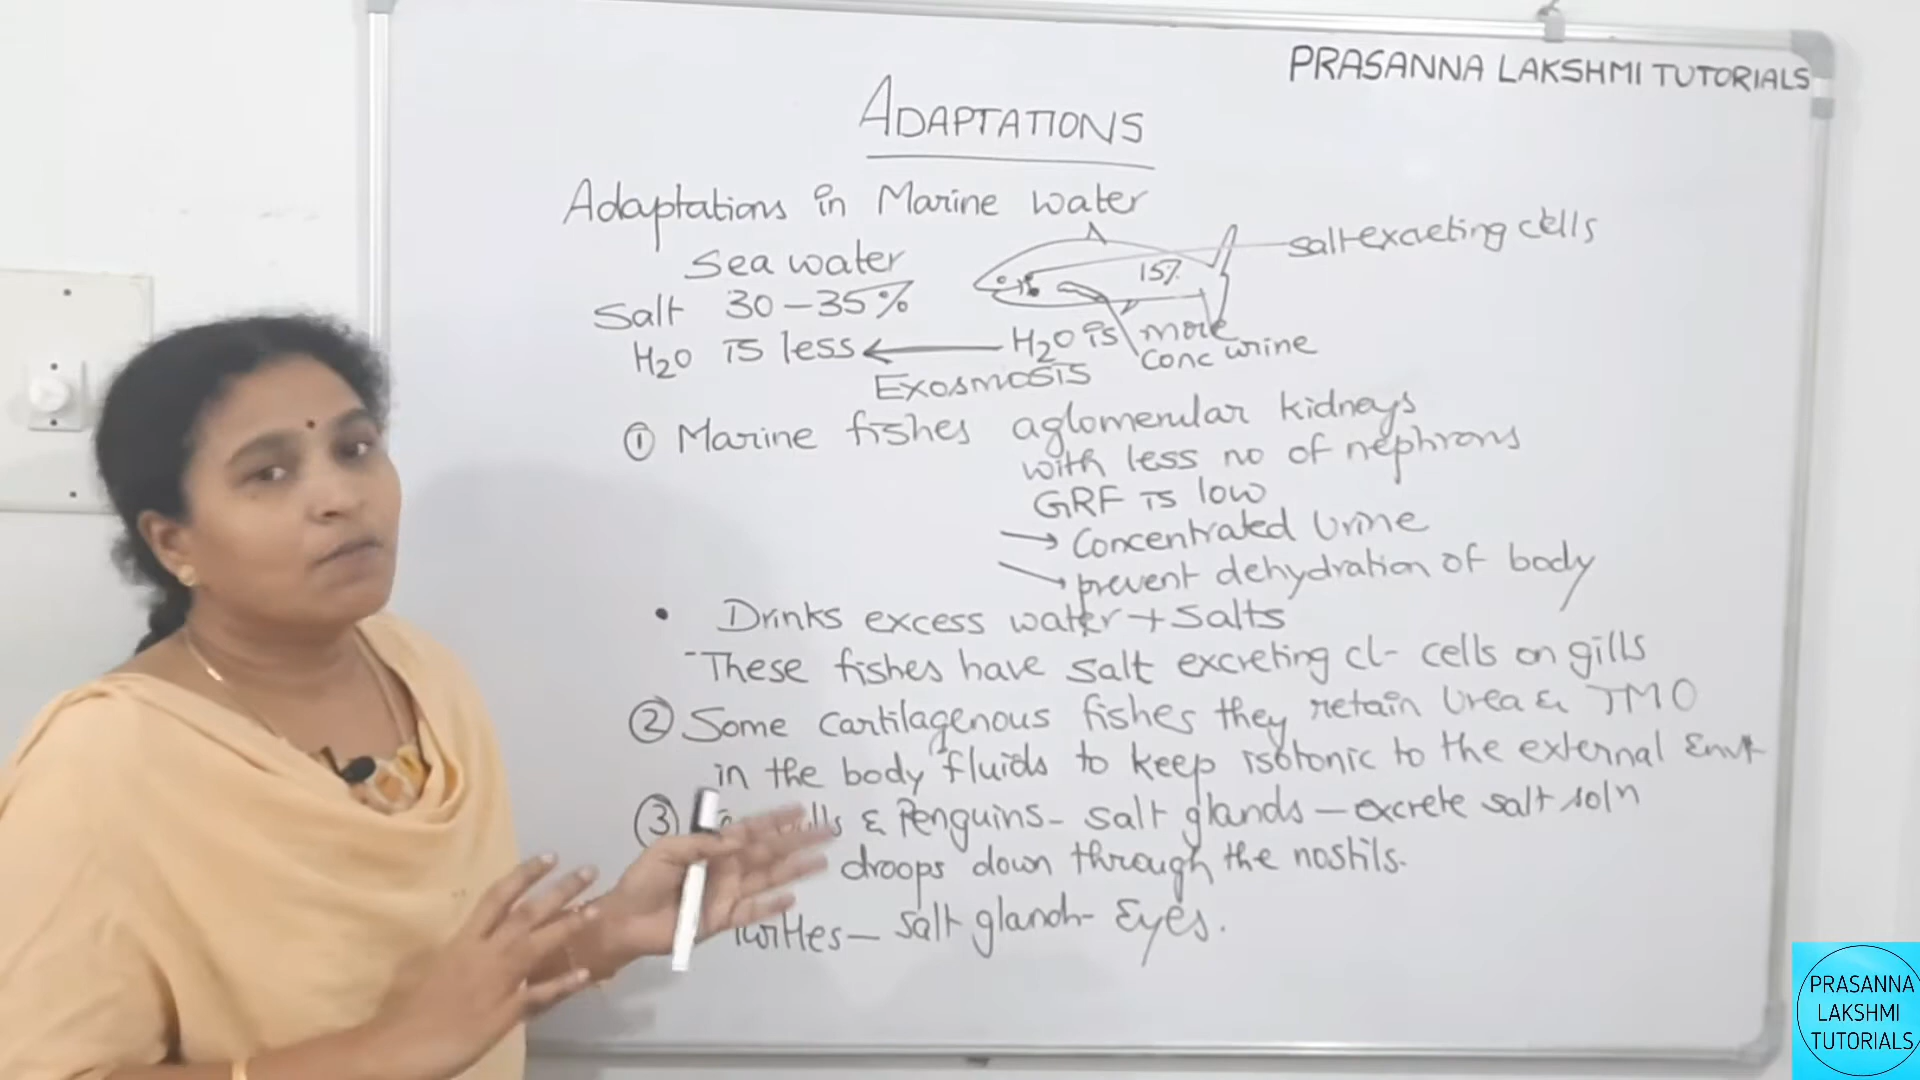 PRASANNA LAKSHMI TUTORIALS
ADAPTATIONS
Adaptations in Marine water
Sea water
Salt 30-35%
H2O is less
15%
salt excreting cells
H2O is more
conc urine
Exosmosis
① Marine fishes aglomerular kidneys
with less no of nephrons
GRF is low
→ Concentrated Urine
→ prevent dehydration of body
• Drinks excess water + Salts
- These fishes have salt excreting cl- cells on gills
② Some cartilagenous fishes they retain Urea & TMO
in the body fluids to keep isotonic to the external Envt
③ & Penguins - salt glands - excrete salt soln
droops down through the nostils.
Turtles - salt gland - Eyes.
PRASANNA
LAKSHMI
TUTORIALS